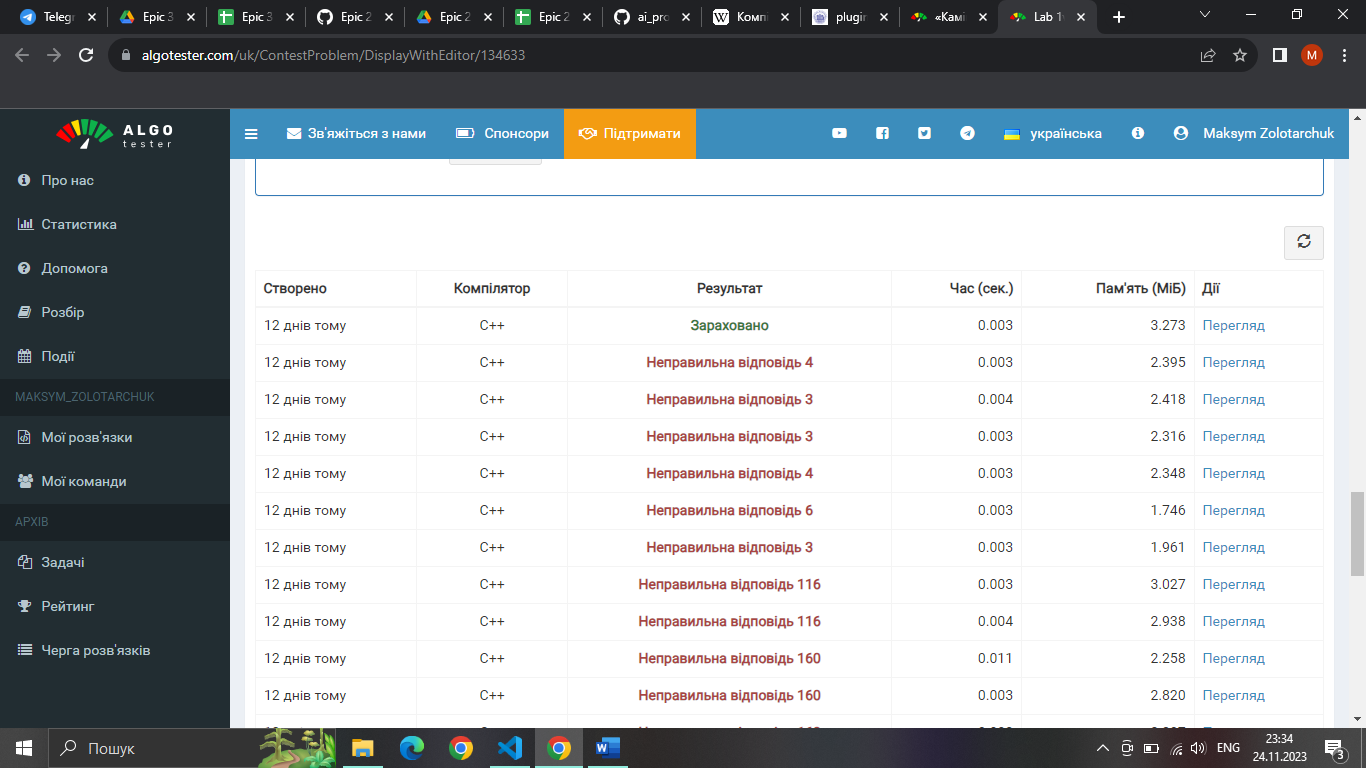 Telegr
Epic 3
Epic 3
Epic 2
Epic 2
Epic 2
ai_pro
Компі
plugin
«Камі
Lab 1
algotester.com/uk/ContestProblem/DisplayWithEditor/134633
M
ALGO
tester
Зв'яжіться з нами
Спонсори
Підтримати
українська
Maksym Zolotarchuk
Про нас
Статистика
Допомога
Розбір
Події
MAKSYM_ZOLOTARCHUK
Мої розв'язки
Мої команди
АРХІВ
Задачі
Рейтинг
Черга розв'язків
Створено Компілятор Результат Час (сек.) Пам'ять (МіБ) Дії
12 днів тому C++ Зараховано 0.003 3.273 Перегляд
12 днів тому C++ Неправильна відповідь 4 0.003 2.395 Перегляд
12 днів тому C++ Неправильна відповідь 3 0.004 2.418 Перегляд
12 днів тому C++ Неправильна відповідь 3 0.003 2.316 Перегляд
12 днів тому C++ Неправильна відповідь 4 0.003 2.348 Перегляд
12 днів тому C++ Неправильна відповідь 6 0.003 1.746 Перегляд
12 днів тому C++ Неправильна відповідь 3 0.003 1.961 Перегляд
12 днів тому C++ Неправильна відповідь 116 0.003 3.027 Перегляд
12 днів тому C++ Неправильна відповідь 116 0.004 2.938 Перегляд
12 днів тому C++ Неправильна відповідь 160 0.011 2.258 Перегляд
12 днів тому C++ Неправильна відповідь 160 0.003 2.820 Перегляд
Пошук
ENG
23:34
24.11.2023
3